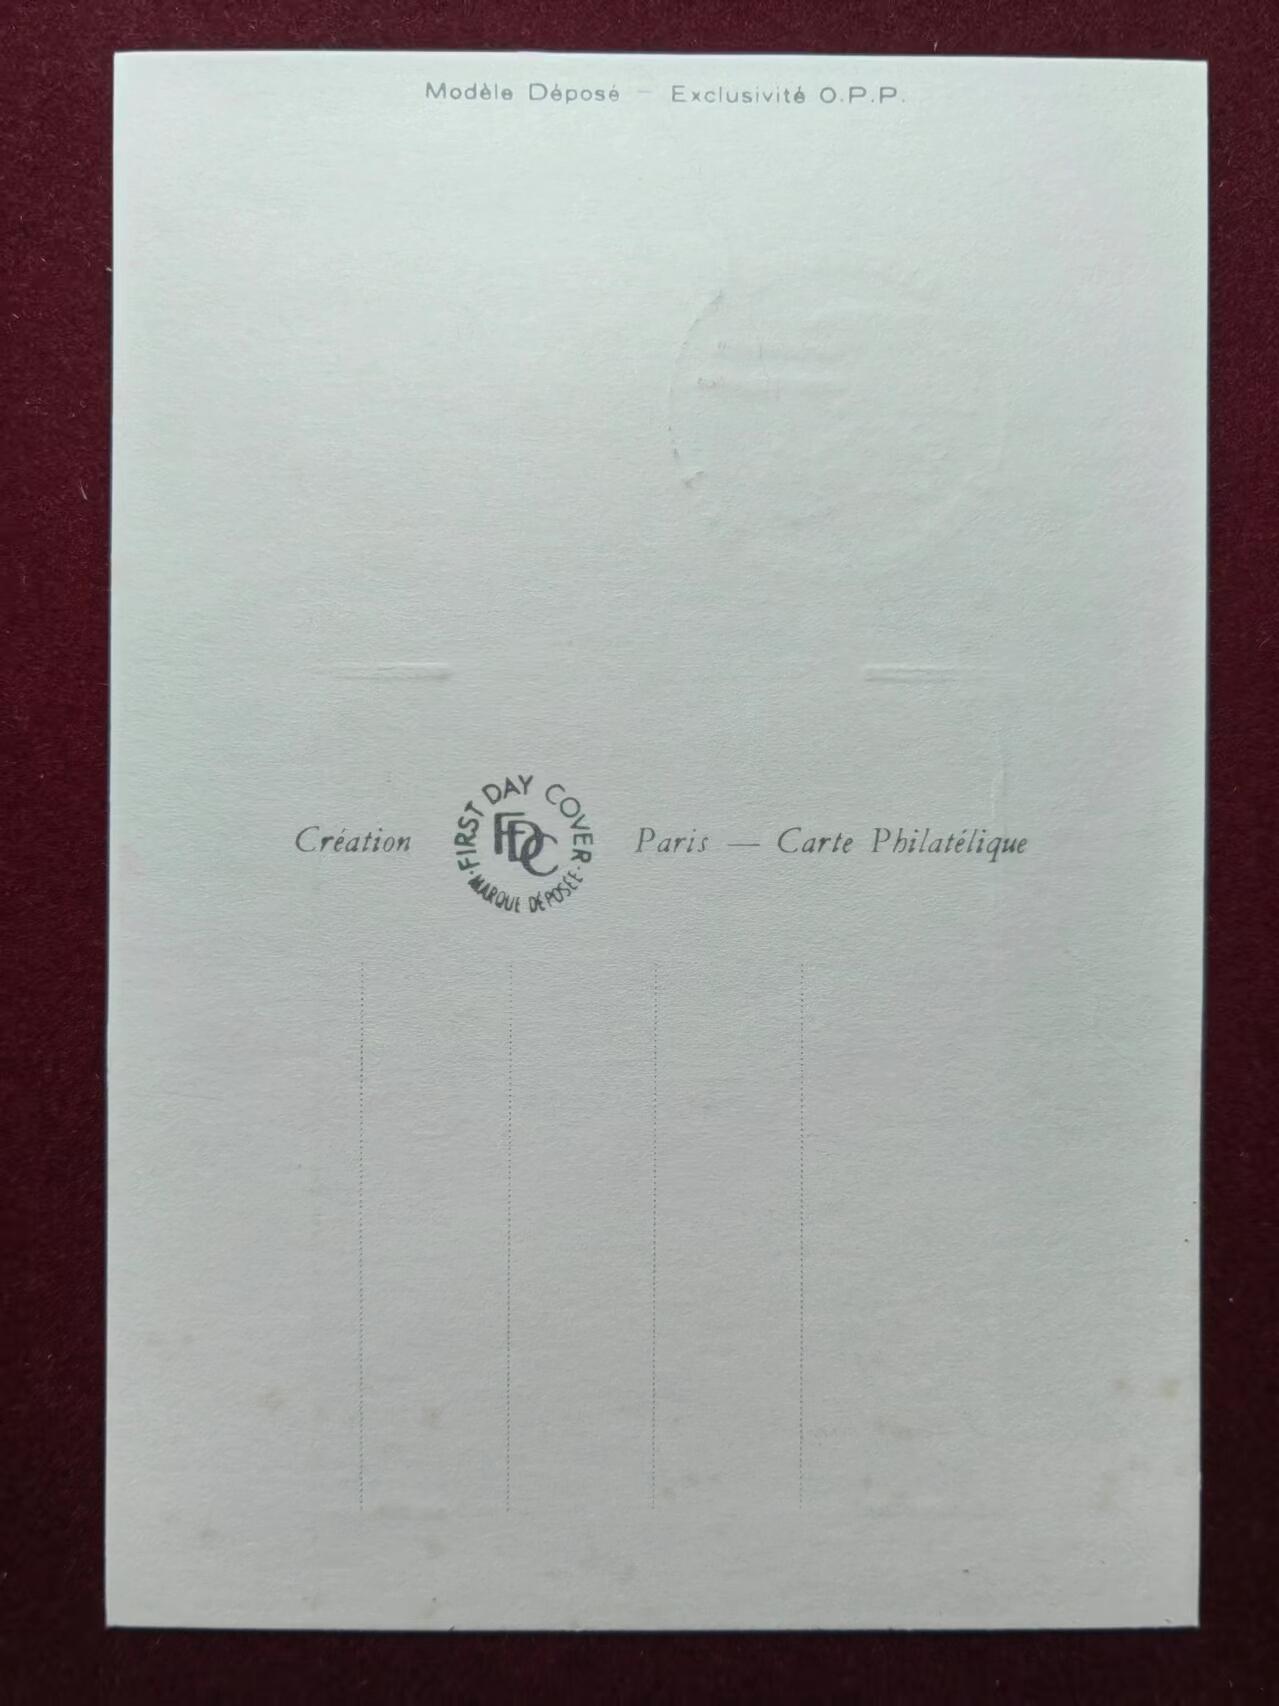 Modèle Déposé – Exclusivité O.P.P.
Création
FIRST DAY COVER
FDC
· MARQUE DÉPOSÉE ·
Paris — Carte Philatélique